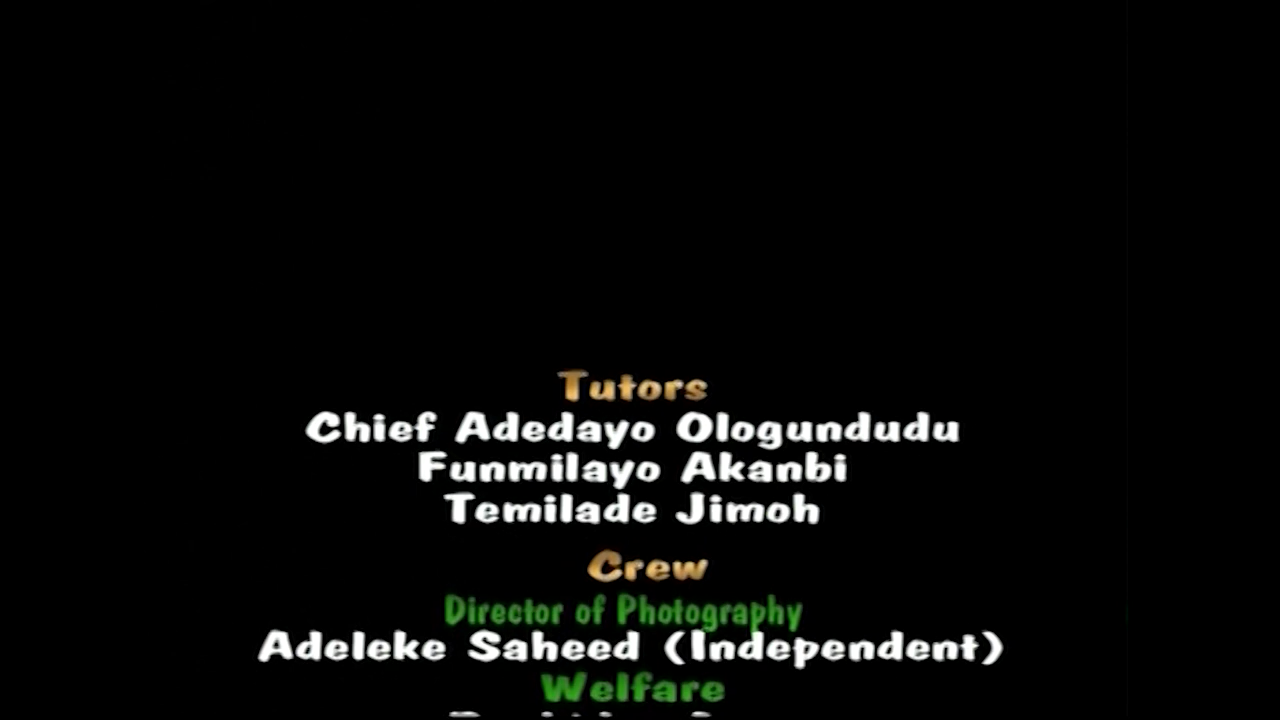 Tutors
Chief Adedayo Ologundudu
Funmilayo Akanbi
Temilade Jimoh
Crew
Director of Photography
Adeleke Saheed (Independent)
Welfare